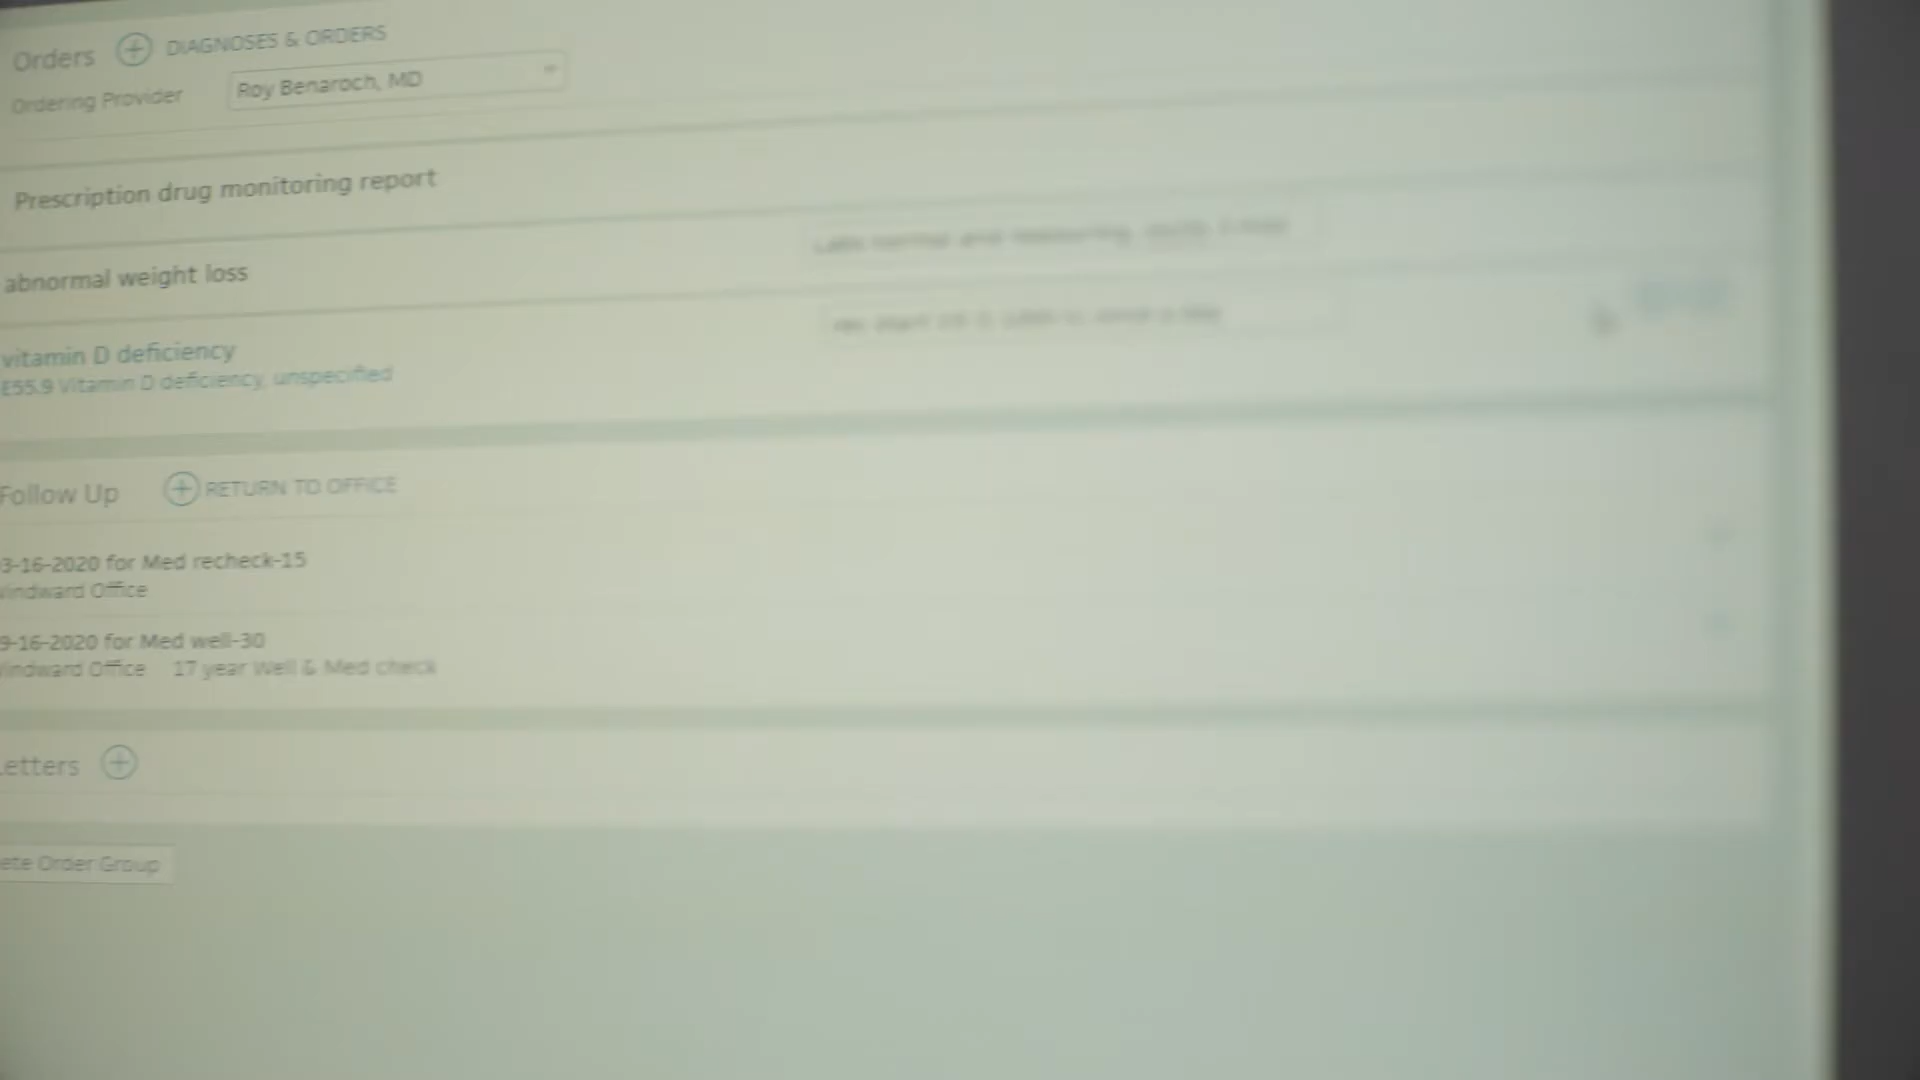 Orders + DIAGNOSES & ORDERS
Ordering Provider Roy Benaroch, MD
Prescription drug monitoring report
abnormal weight loss
vitamin D deficiency
E55.9 Vitamin D deficiency, unspecified
Follow Up + RETURN TO OFFICE
3-16-2020 for Med recheck-15
indward Office
9-16-2020 for Med well-30
indward Office 17 year Well & Med check
etters +
ete Order Group